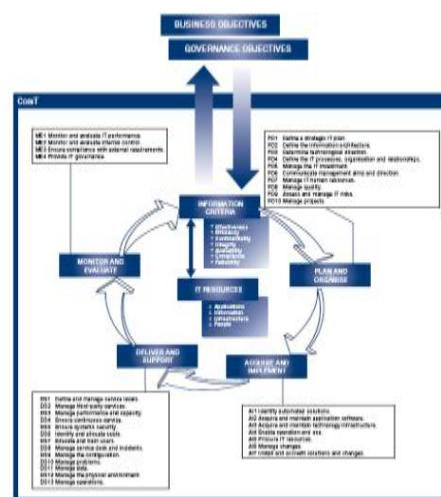 BUSINESS OBJECTIVES
GOVERNANCE OBJECTIVES
COBIT
ME1 Monitor and evaluate IT performance.
ME2 Monitor and evaluate internal control.
ME3 Ensure compliance with external requirements.
ME4 Provide IT governance.
PO1 Define a strategic IT plan.
PO2 Define the information architecture.
PO3 Determine technological direction.
PO4 Define the IT processes, organisation and relationships.
PO5 Manage the IT investment.
PO6 Communicate management aims and direction.
PO7 Manage IT human resources.
PO8 Manage quality.
PO9 Assess and manage IT risks.
PO10 Manage projects.
INFORMATION CRITERIA
Effectiveness
Efficiency
Confidentiality
Integrity
Availability
Compliance
Reliability
MONITOR AND EVALUATE
PLAN AND ORGANISE
IT RESOURCES
Applications
Information
Infrastructure
People
DELIVER AND SUPPORT
ACQUIRE AND IMPLEMENT
DS1 Define and manage service levels.
DS2 Manage third-party services.
DS3 Manage performance and capacity.
DS4 Ensure continuous service.
DS5 Ensure systems security.
DS6 Identify and allocate costs.
DS7 Educate and train users.
DS8 Manage service desk and incidents.
DS9 Manage the configuration.
DS10 Manage problems.
DS11 Manage data.
DS12 Manage the physical environment.
DS13 Manage operations.
AI1 Identify automated solutions.
AI2 Acquire and maintain application software.
AI3 Acquire and maintain technology infrastructure.
AI4 Enable operation and use.
AI5 Procure IT resources.
AI6 Manage changes.
AI7 Install and accredit solutions and changes.